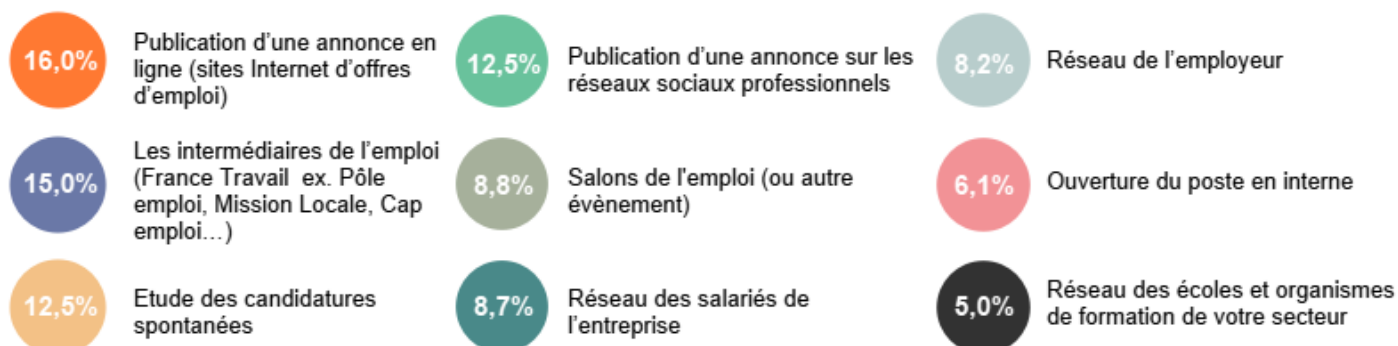 16,0%
Publication d’une annonce en
ligne (sites Internet d’offres
d’emploi)
15,0%
Les intermédiaires de l’emploi
(France Travail  ex. Pôle
emploi, Mission Locale, Cap
emploi…)
12,5%
Etude des candidatures
spontanées
12,5%
Publication d’une annonce sur les
réseaux sociaux professionnels
8,8%
Salons de l'emploi (ou autre
évènement)
8,7%
Réseau des salariés de
l’entreprise
8,2%
Réseau de l’employeur
6,1%
Ouverture du poste en interne
5,0%
Réseau des écoles et organismes
de formation de votre secteur